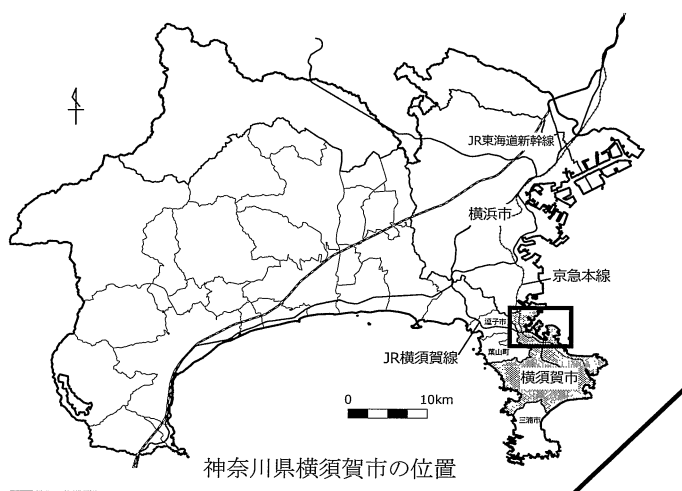 JR東海道新幹線
横浜市
京急本線
逗子市
葉山町
JR横須賀線
横須賀市
三浦市
0 10km
神奈川県横須賀市の位置